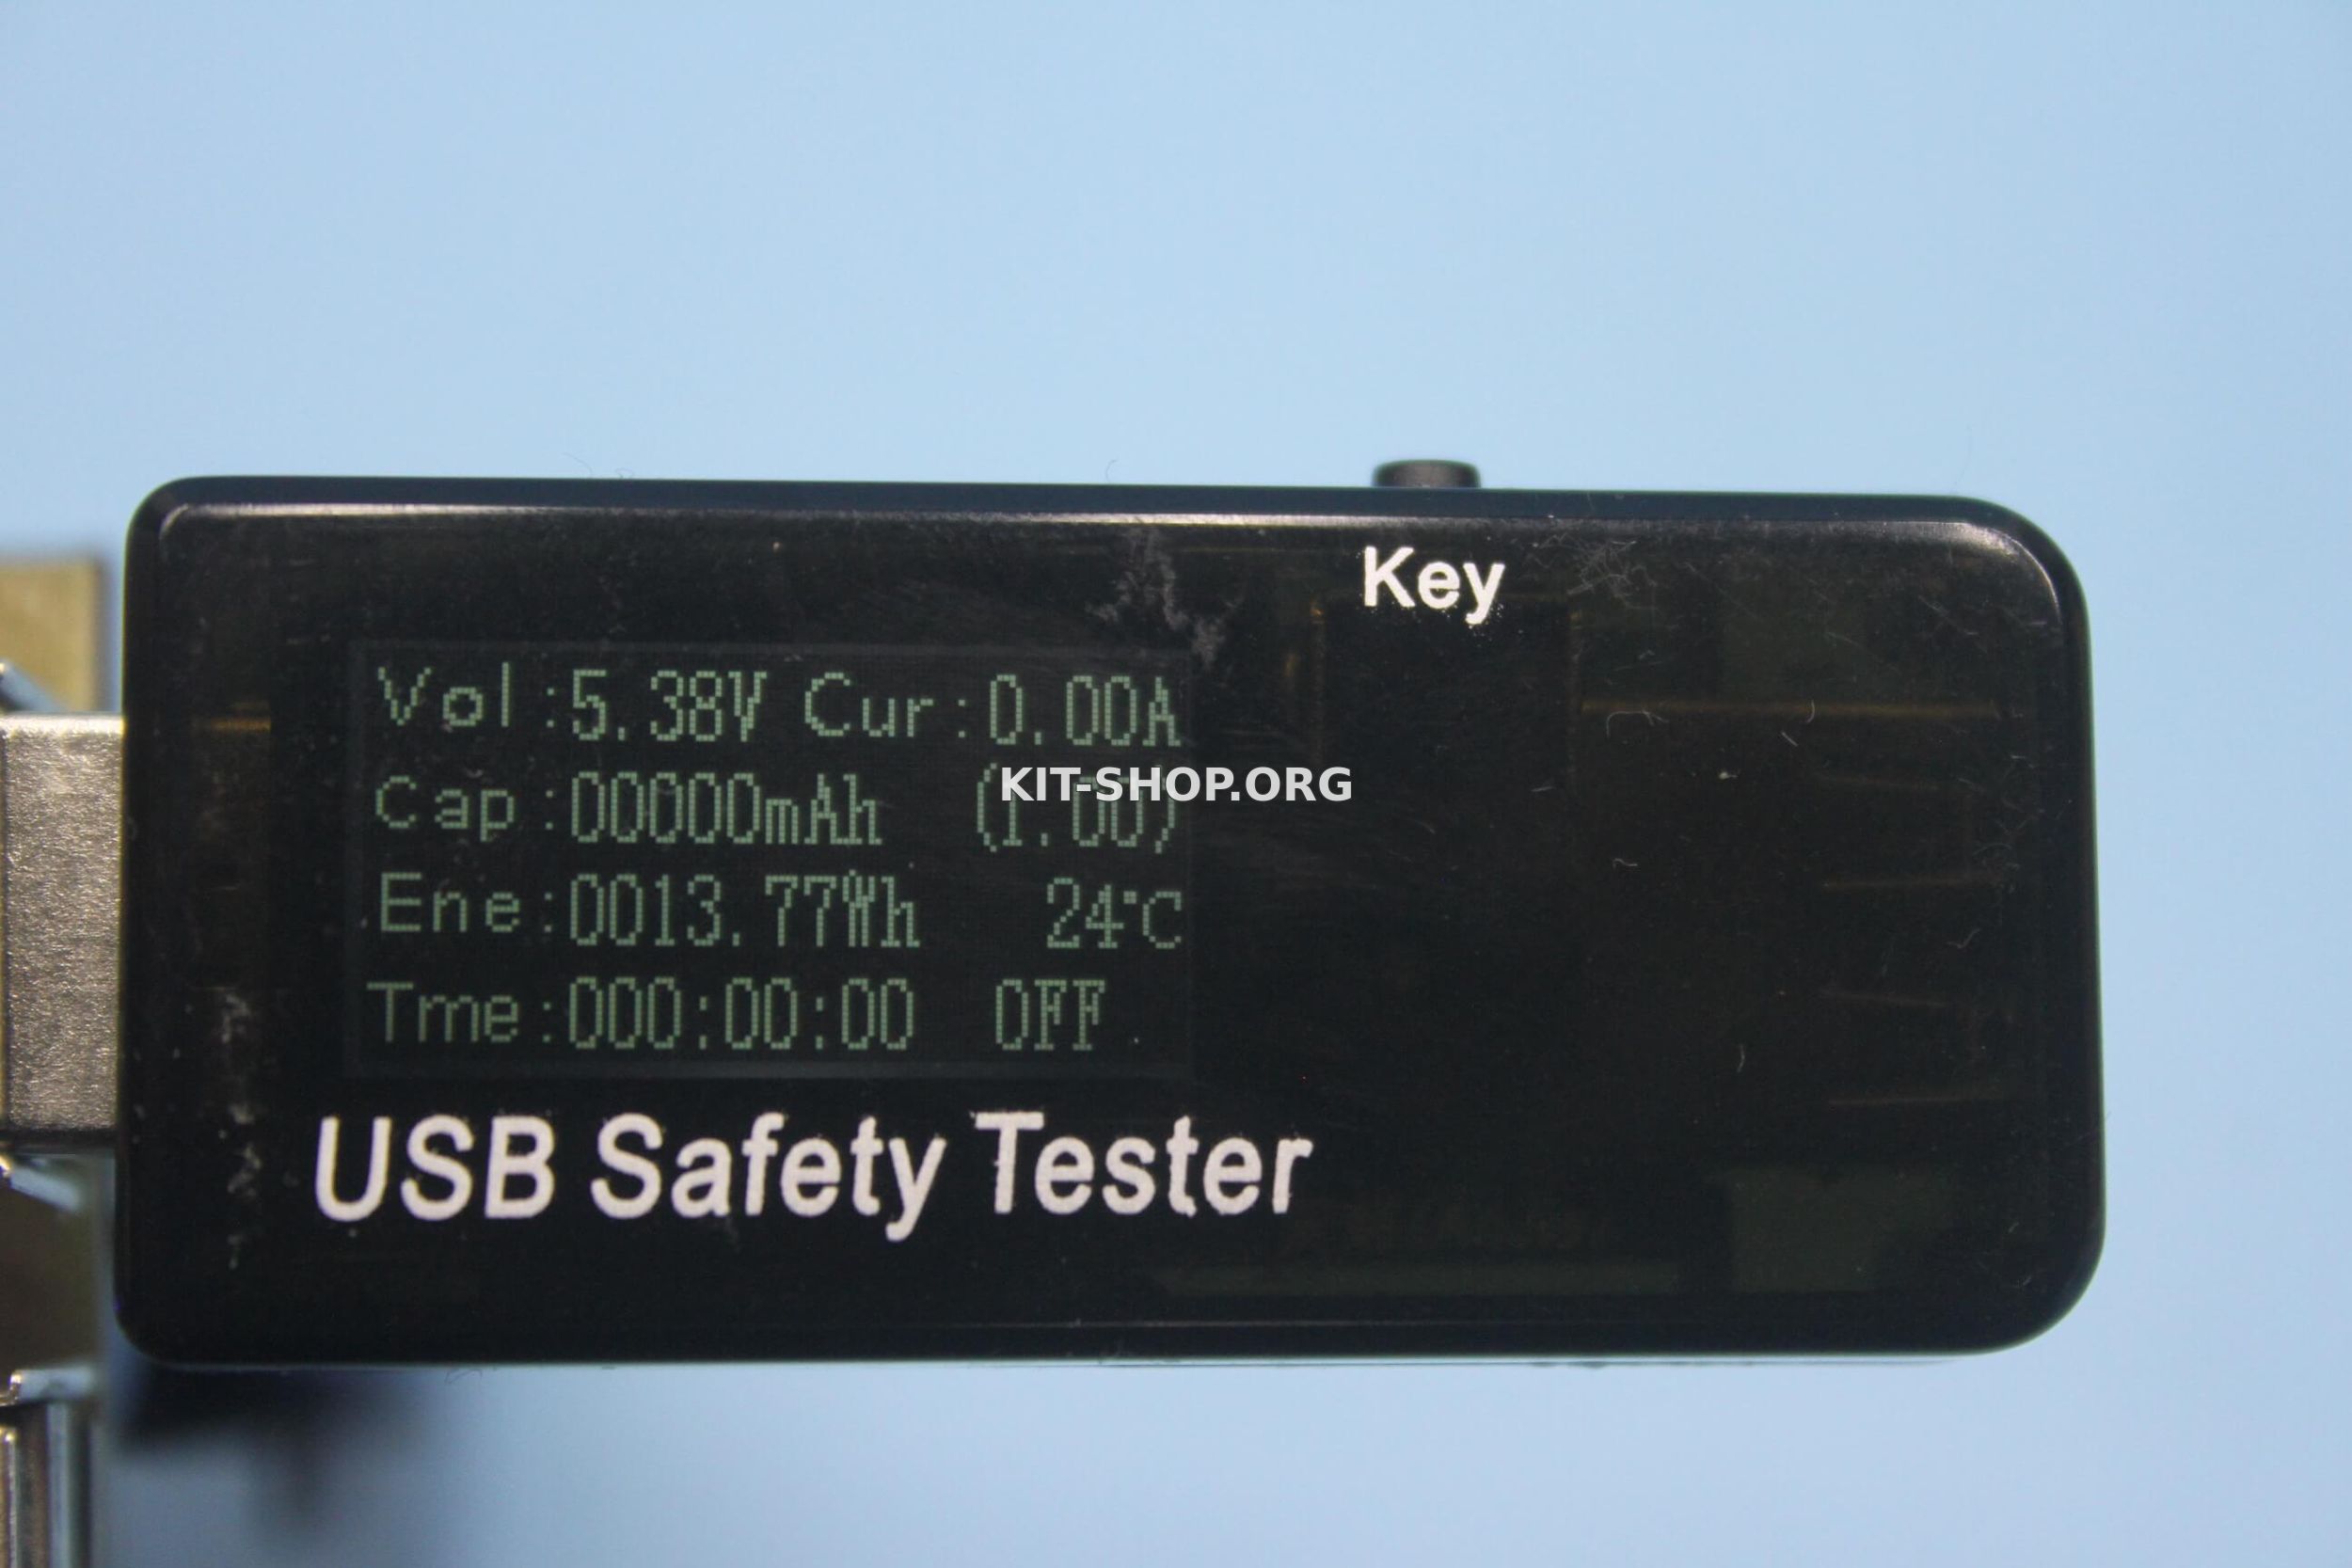 Key
Vol:5.38V Cur:0.00A
Cap:00000mAh (1.00)
KIT-SHOP.ORG
Ene:0013.77Wh 24°C
Tme:000:00:00 OFF
USB Safety Tester